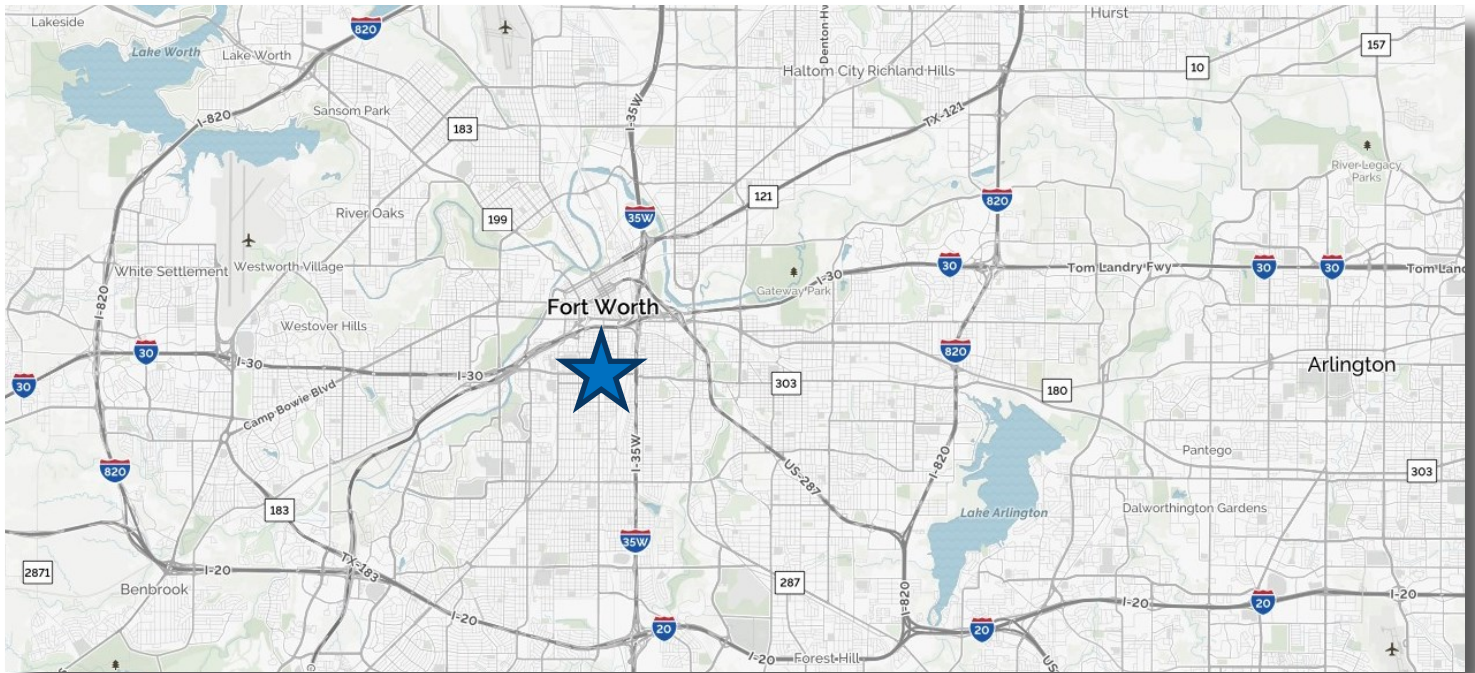 Lakeside
820
Lake Worth
Lake Worth
Hurst
157
Denton
10
Haltom City
Richland Hills
Sansom Park
I-820
I-35W
TX-121
183
River Legacy
Parks
121
820
River Oaks
199
35W
White Settlement
Westworth Village
30
Tom Landry Fwy
30
30
I-30
Gateway Park
I-820
Fort Worth
Westover Hills
30
820
Arlington
30
I-30
I-30
303
180
Camp Bowie Blvd
I-35W
Pantego
820
US-287
I-820
303
183
Lake Arlington
Dalworthington Gardens
35W
2871
I-20
TX-183
287
Benbrook
I-820
I-20
20
20
I-20
20
I-20
I-20
Forest Hill